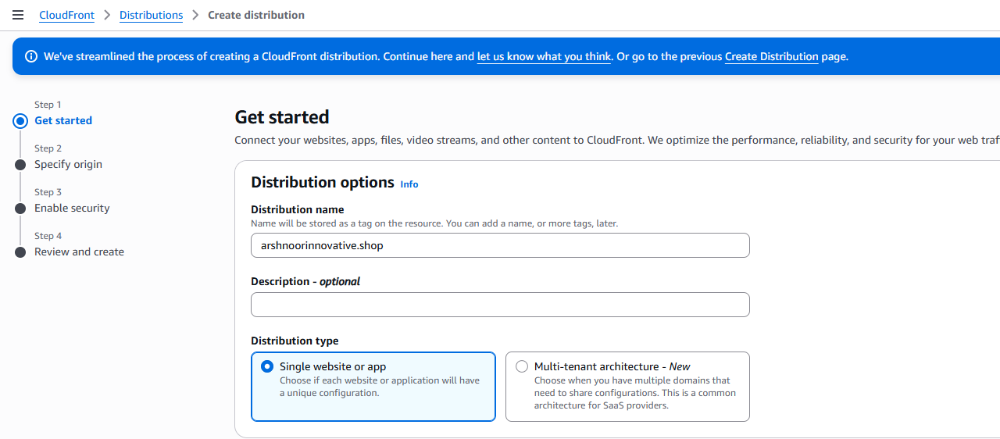 CloudFront > Distributions > Create distribution
We've streamlined the process of creating a CloudFront distribution. Continue here and let us know what you think. Or go to the previous Create Distribution page.
Step 1
Get started
Step 2
Specify origin
Step 3
Enable security
Step 4
Review and create
Get started
Connect your websites, apps, files, video streams, and other content to CloudFront. We optimize the performance, reliability, and security for your web
Distribution options Info
Distribution name
Name will be stored as a tag on the resource. You can add a name, or more tags, later.
arshnoorinnovative.shop
Description - optional
Distribution type
Single website or app
Choose if each website or application will have
a unique configuration.
Multi-tenant architecture - New
Choose when you have multiple domains that
need to share configurations. This is a common
architecture for SaaS providers.